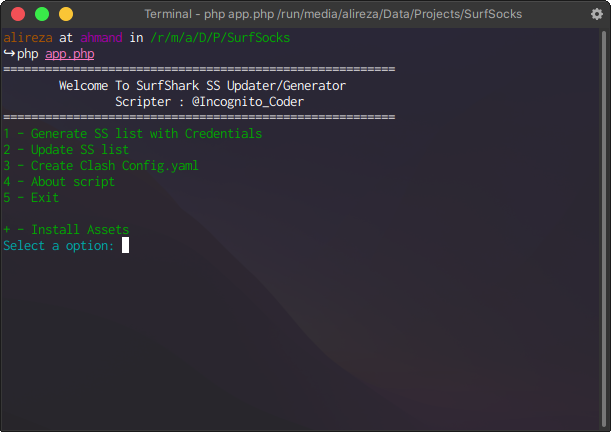 Terminal - php app.php /run/media/alireza/Data/Projects/SurfSocks
alireza at ahmand in /r/m/a/D/P/SurfSocks
↪php app.php
========================================================
Welcome To SurfShark SS Updater/Generator
Scripter : @Incognito_Coder
========================================================
1 - Generate SS list with Credentials
2 - Update SS list
3 - Create Clash Config.yaml
4 - About script
5 - Exit
+ - Install Assets
Select a option: